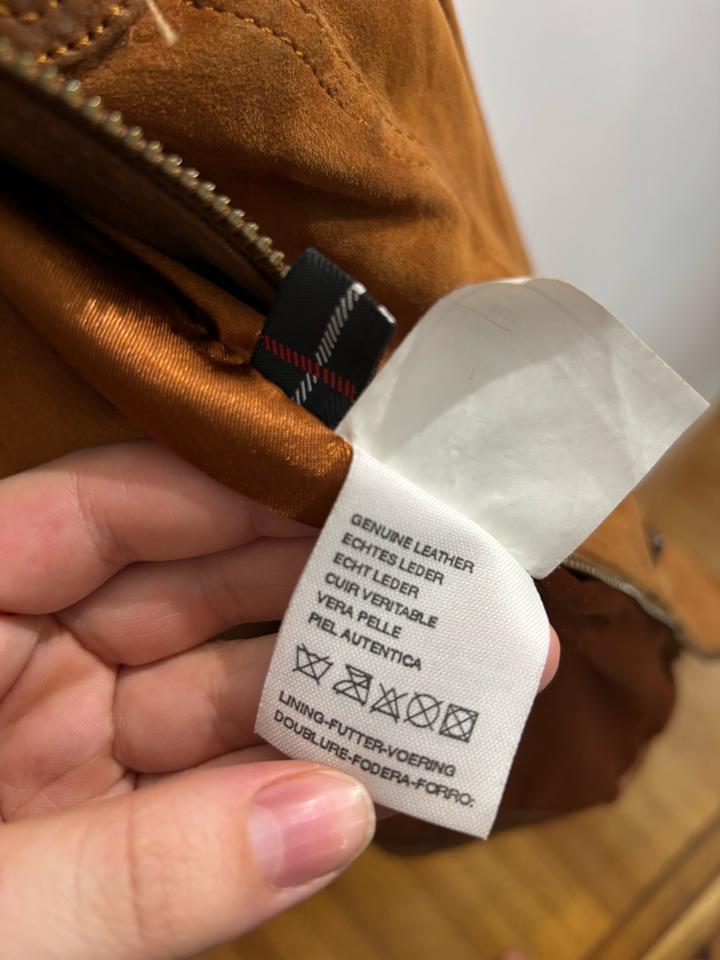 GENUINE LEATHER
ECHTES LEDER
ECHT LEDER
CUIR VERITABLE
VERA PELLE
PIEL AUTENTICA
LINING-FUTTER-VOERING
DOUBLURE-FODERA-FORRO: